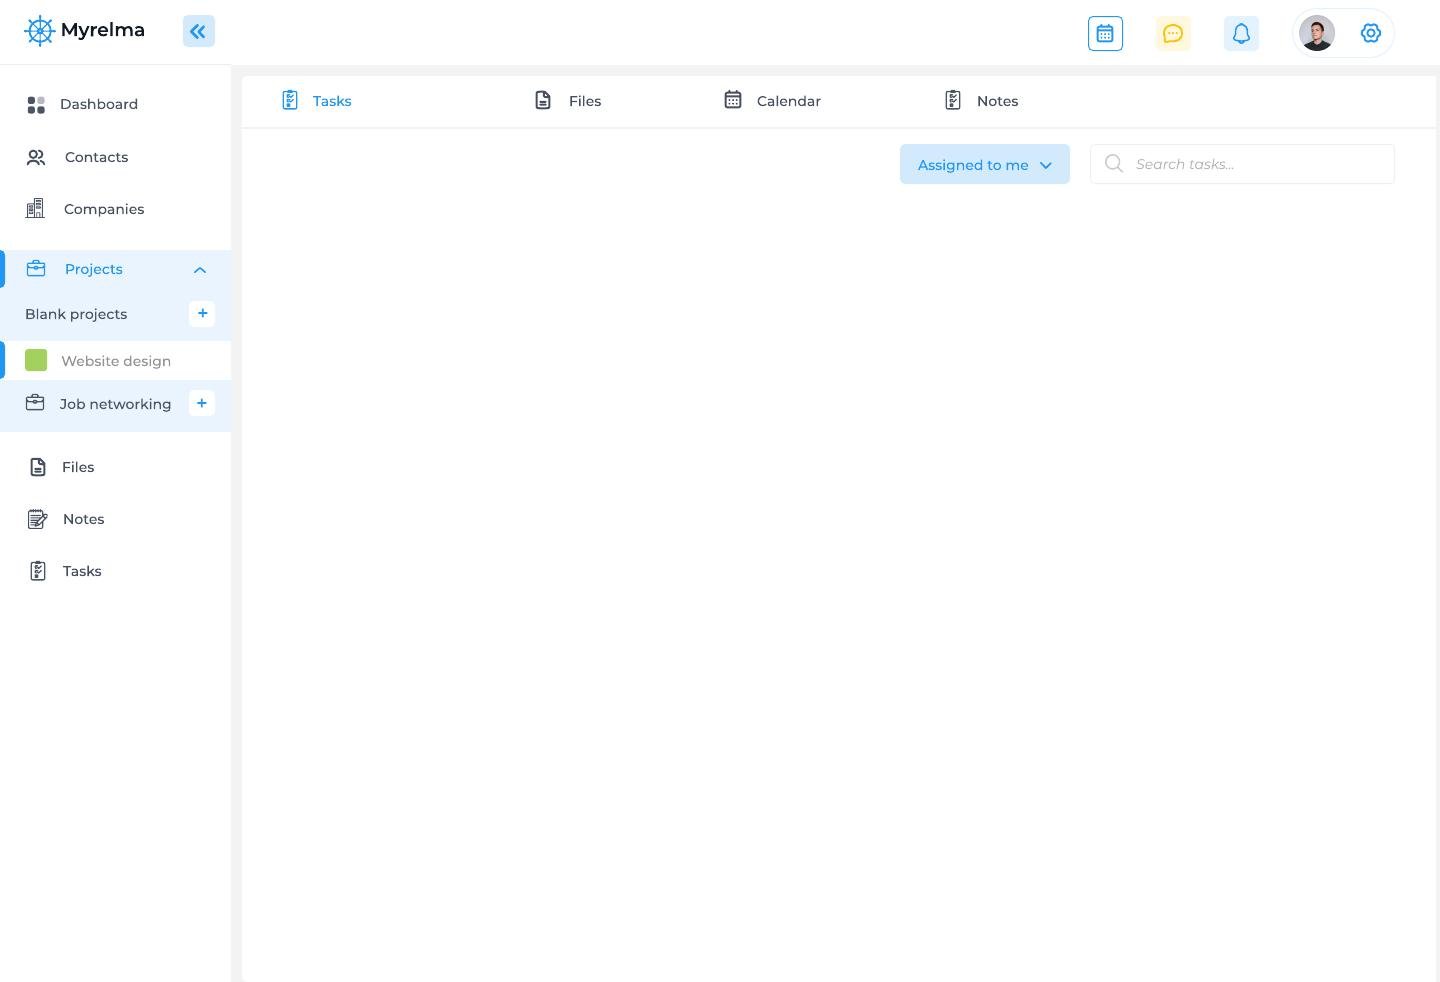 Myrelma
Dashboard
Contacts
Companies
Projects
Blank projects
Website design
Job networking
Files
Notes
Tasks
Tasks
Files
Calendar
Notes
Assigned to me
Search tasks...